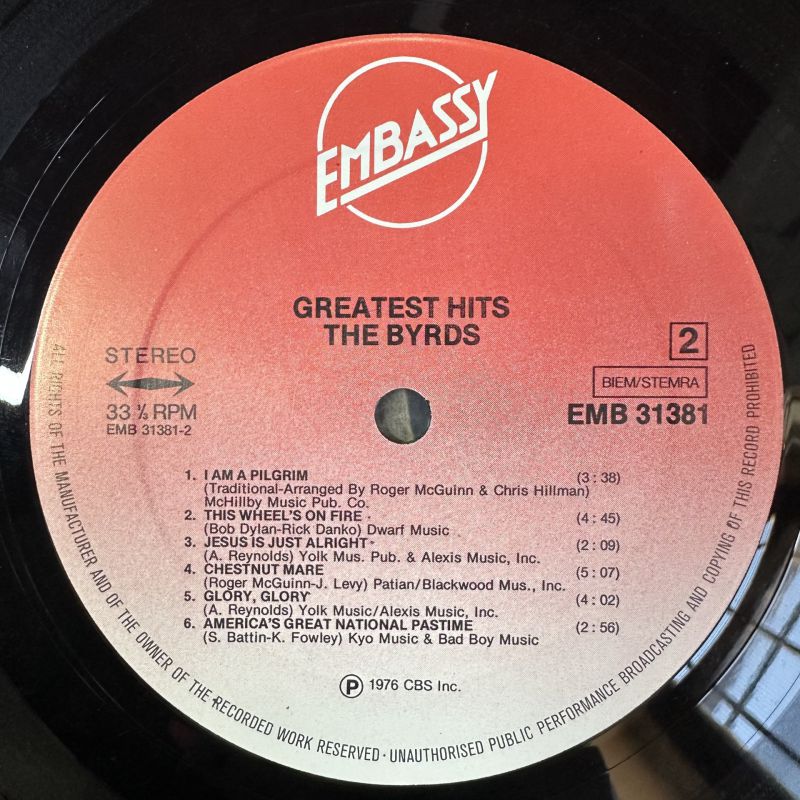 EMBASSY
GREATEST HITS
THE BYRDS
STEREO
33 ⅓ RPM
EMB 31381-2
2
BIEM/STEMRA
EMB 31381
1. I AM A PILGRIM (3 : 38)
(Traditional-Arranged By Roger McGuinn & Chris Hillman)
McHillby Music Pub. Co.
2. THIS WHEEL'S ON FIRE (4 : 45)
(Bob Dylan-Rick Danko) Dwarf Music
3. JESUS IS JUST ALRIGHT (2 : 09)
(A. Reynolds) Yolk Mus. Pub. & Alexis Music, Inc.
4. CHESTNUT MARE (5 : 07)
(Roger McGuinn-J. Levy) Patian/Blackwood Mus., Inc.
5. GLORY, GLORY (4 : 02)
(A. Reynolds) Yolk Music/Alexis Music, Inc.
6. AMERICA'S GREAT NATIONAL PASTIME (2 : 56)
(S. Battin-K. Fowley) Kyo Music & Bad Boy Music
Ⓟ 1976 CBS Inc.
ALL RIGHTS OF THE MANUFACTURER AND OF THE OWNER OF THE RECORDED WORK RESERVED · UNAUTHORISED PUBLIC PERFORMANCE BROADCASTING AND COPYING OF THIS RECORD PROHIBITED